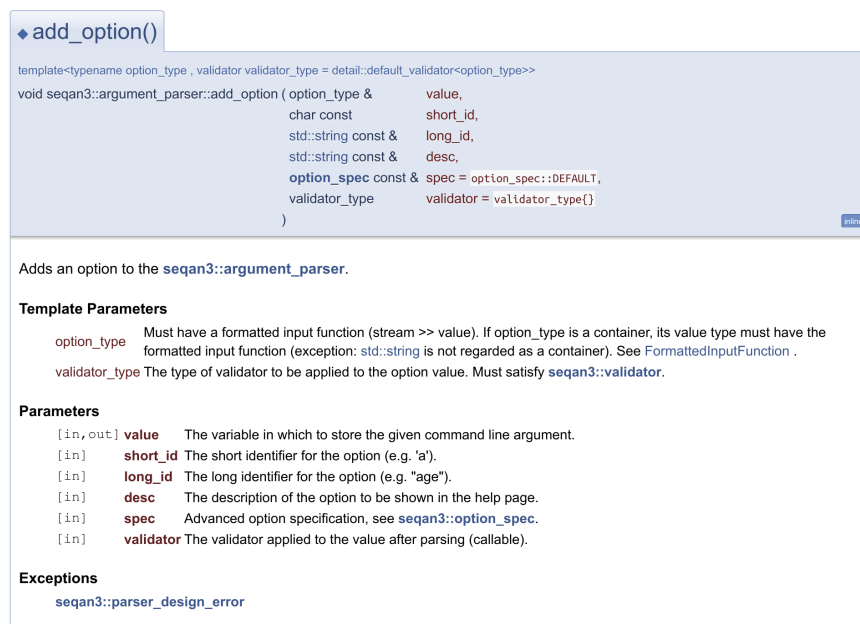 ◆ add_option()
template<typename option_type , validator validator_type = detail::default_validator<option_type>>
void seqan3::argument_parser::add_option ( option_type & value,
char const short_id,
std::string const & long_id,
std::string const & desc,
option_spec const & spec = option_spec::DEFAULT,
validator_type validator = validator_type{}
)
inline
Adds an option to the seqan3::argument_parser.
Template Parameters
option_type Must have a formatted input function (stream >> value). If option_type is a container, its value type must have the
formatted input function (exception: std::string is not regarded as a container). See FormattedInputFunction .
validator_type The type of validator to be applied to the option value. Must satisfy seqan3::validator.
Parameters
[in,out] value The variable in which to store the given command line argument.
[in] short_id The short identifier for the option (e.g. 'a').
[in] long_id The long identifier for the option (e.g. "age").
[in] desc The description of the option to be shown in the help page.
[in] spec Advanced option specification, see seqan3::option_spec.
[in] validator The validator applied to the value after parsing (callable).
Exceptions
seqan3::parser_design_error